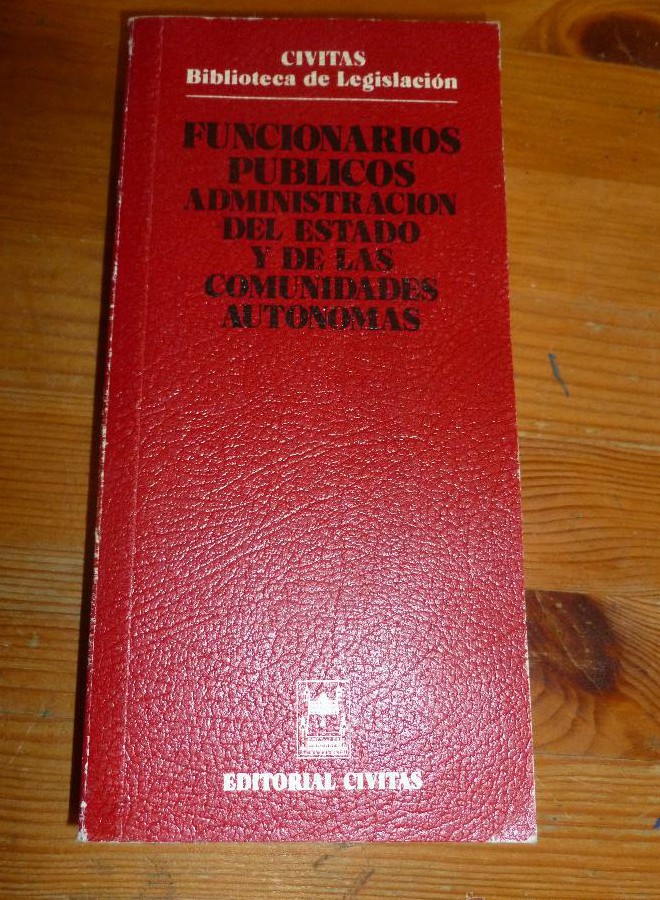 CIVITAS
Biblioteca de Legislación
FUNCIONARIOS
PUBLICOS
ADMINISTRACION
DEL ESTADO
Y DE LAS
COMUNIDADES
AUTONOMAS
EDITORIAL CIVITAS